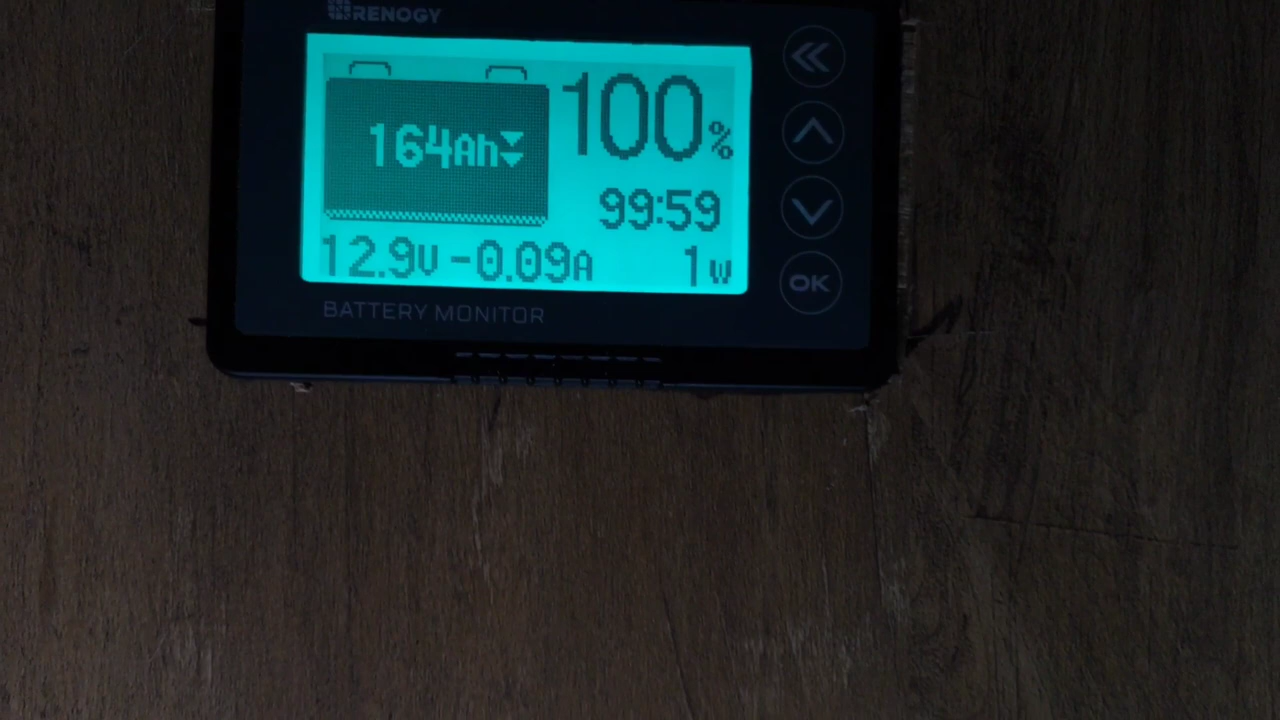 RENOGY
164Ah
100%
99:59
12.9V -0.09A 1W
BATTERY MONITOR
OK